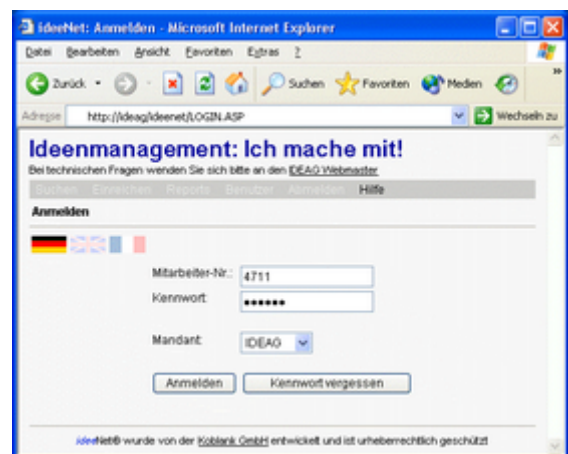 ideeNet: Anmelden - Microsoft Internet Explorer
Datei Bearbeiten Ansicht Favoriten Extras ?
Zurück Suchen Favoriten Medien »
Adresse http://ideag/ideenet/LOGIN.ASP Wechseln zu
Ideenmanagement: Ich mache mit!
Bei technischen Fragen wenden Sie sich bitte an den IDEAG Webmaster
Suchen Einreichen Reports Benutzer Abmelden Hilfe
Anmelden
Mitarbeiter-Nr.: 4711
Kennwort: ••••••
Mandant: IDEAG
Anmelden Kennwort vergessen
ideeNet® wurde von der Koblank GmbH entwickelt und ist urheberrechtlich geschützt